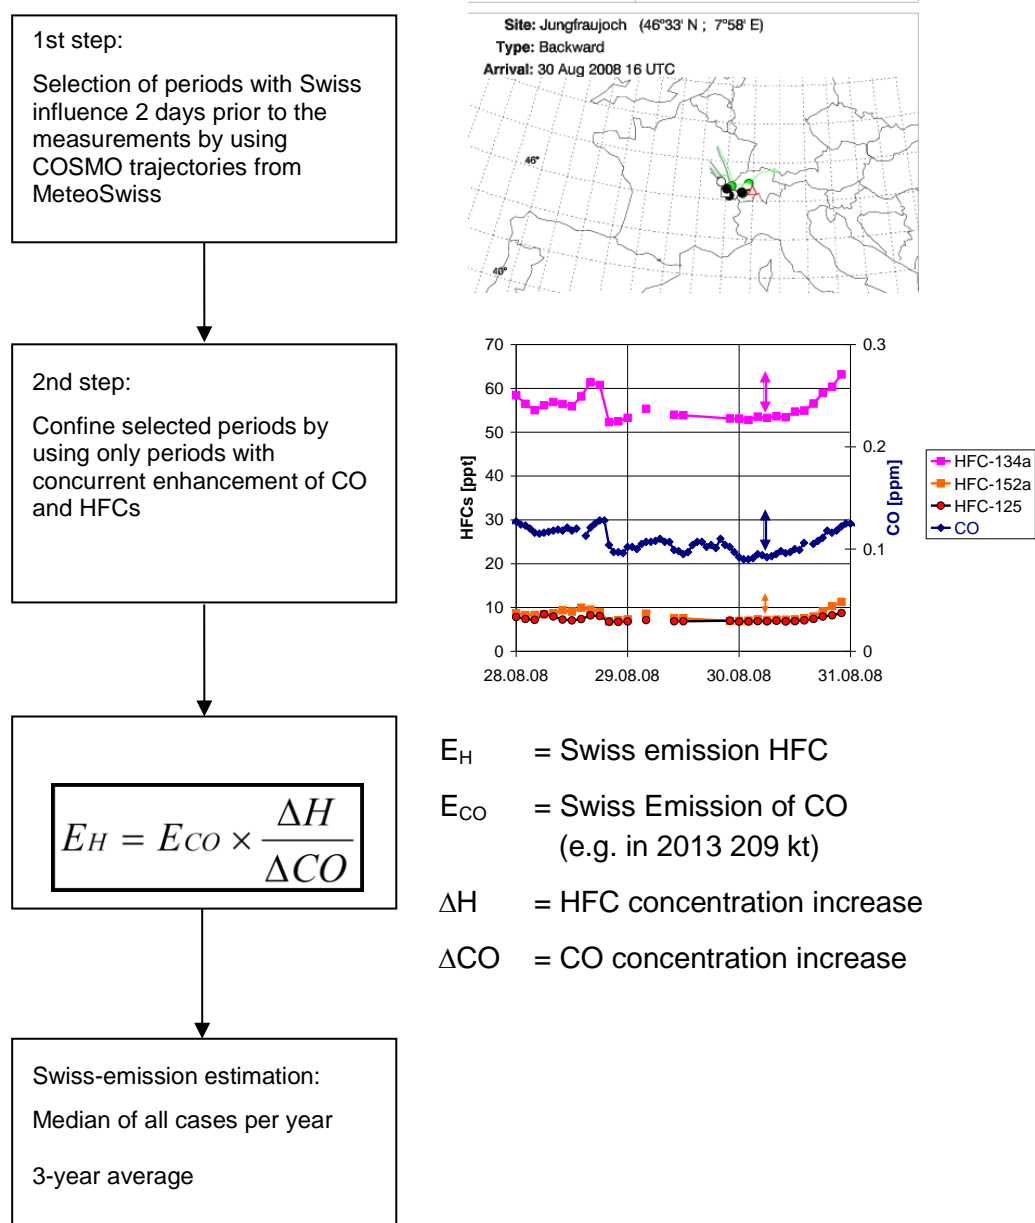 1st step:
Selection of periods with Swiss
influence 2 days prior to the
measurements by using
COSMO trajectories from
MeteoSwiss
Site: Jungfraujoch (46°33' N ; 7°58' E)
Type: Backward
Arrival: 30 Aug 2008 16 UTC
46°
40°
2nd step:
Confine selected periods by
using only periods with
concurrent enhancement of CO
and HFCs
70
60
50
40
30
20
10
0
HFCs [ppt]
0.3
0.2
0.1
0
CO [ppm]
28.08.08 29.08.08 30.08.08 31.08.08
HFC-134a
HFC-152a
HFC-125
CO
E_H = E_CO × ΔH / ΔCO
E_H = Swiss emission HFC
E_CO = Swiss Emission of CO
(e.g. in 2013 209 kt)
ΔH = HFC concentration increase
ΔCO = CO concentration increase
Swiss-emission estimation:
Median of all cases per year
3-year average